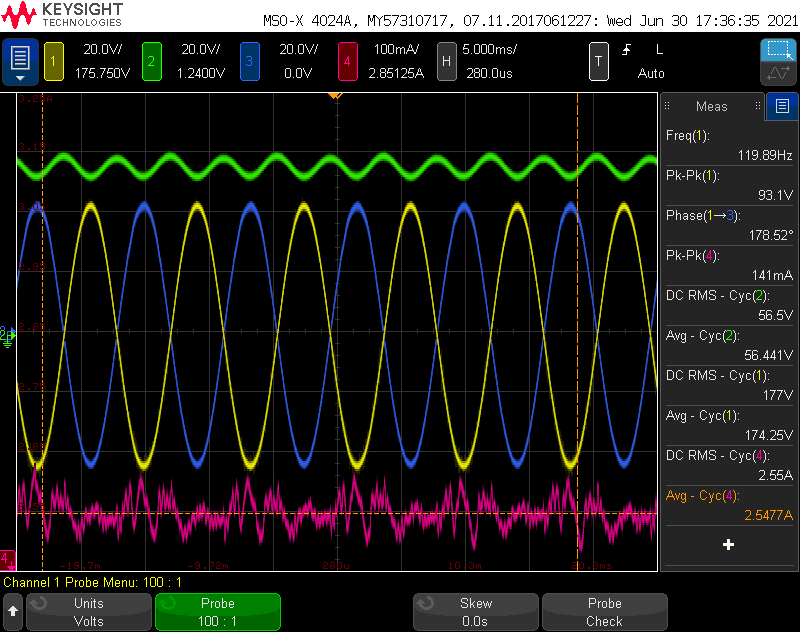 KEYSIGHT
TECHNOLOGIES
MSO-X 4024A, MY57310717, 07.11.2017061227: Wed Jun 30 17:36:35 2021
1 20.0V/ 2 20.0V/ 3 20.0V/ 4 100mA/ H 5.000ms/ T L
175.750V 1.2400V 0.0V 2.85125A 280.0us Auto
Meas
Freq(1):
119.89Hz
Pk-Pk(1):
93.1V
Phase(1→3):
178.52°
Pk-Pk(4):
141mA
DC RMS - Cyc(2):
56.5V
Avg - Cyc(2):
56.441V
DC RMS - Cyc(1):
177V
Avg - Cyc(1):
174.25V
DC RMS - Cyc(4):
2.55A
Avg - Cyc(4):
2.5477A
4
-19.7m -9.72m 280u 10.3m 20.3ms
Channel 1 Probe Menu: 100 : 1
Units Probe Skew Probe
Volts 100 : 1 0.0s Check